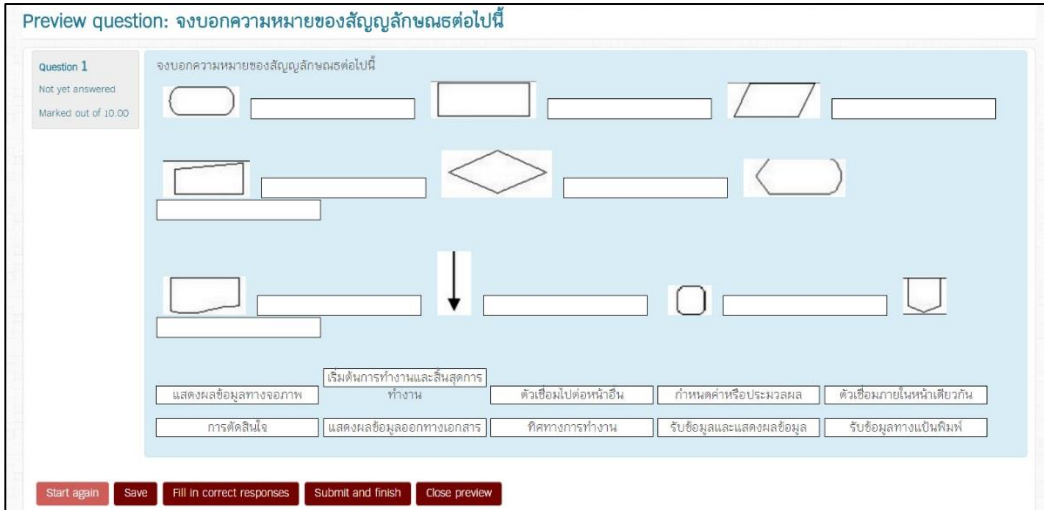 Preview question: จงบอกความหมายของสัญญลักษณธต่อไปนี้
Question 1
Not yet answered
Marked out of 10.00
จงบอกความหมายของสัญญลักษณธต่อไปนี้
แสดงผลข้อมูลทางจอภาพ
เริ่มต้นการทำงานและสิ้นสุดการ
ทำงาน
ตัวเชื่อมไปต่อหน้าอื่น
กำหนดค่าหรือประมวลผล
ตัวเชื่อมภายในหน้าเดียวกัน
การตัดสินใจ
แสดงผลข้อมูลออกทางเอกสาร
ทิศทางการทำงาน
รับข้อมูลและแสดงผลข้อมูล
รับข้อมูลทางแป้นพิมพ์
Start again
Save
Fill in correct responses
Submit and finish
Close preview